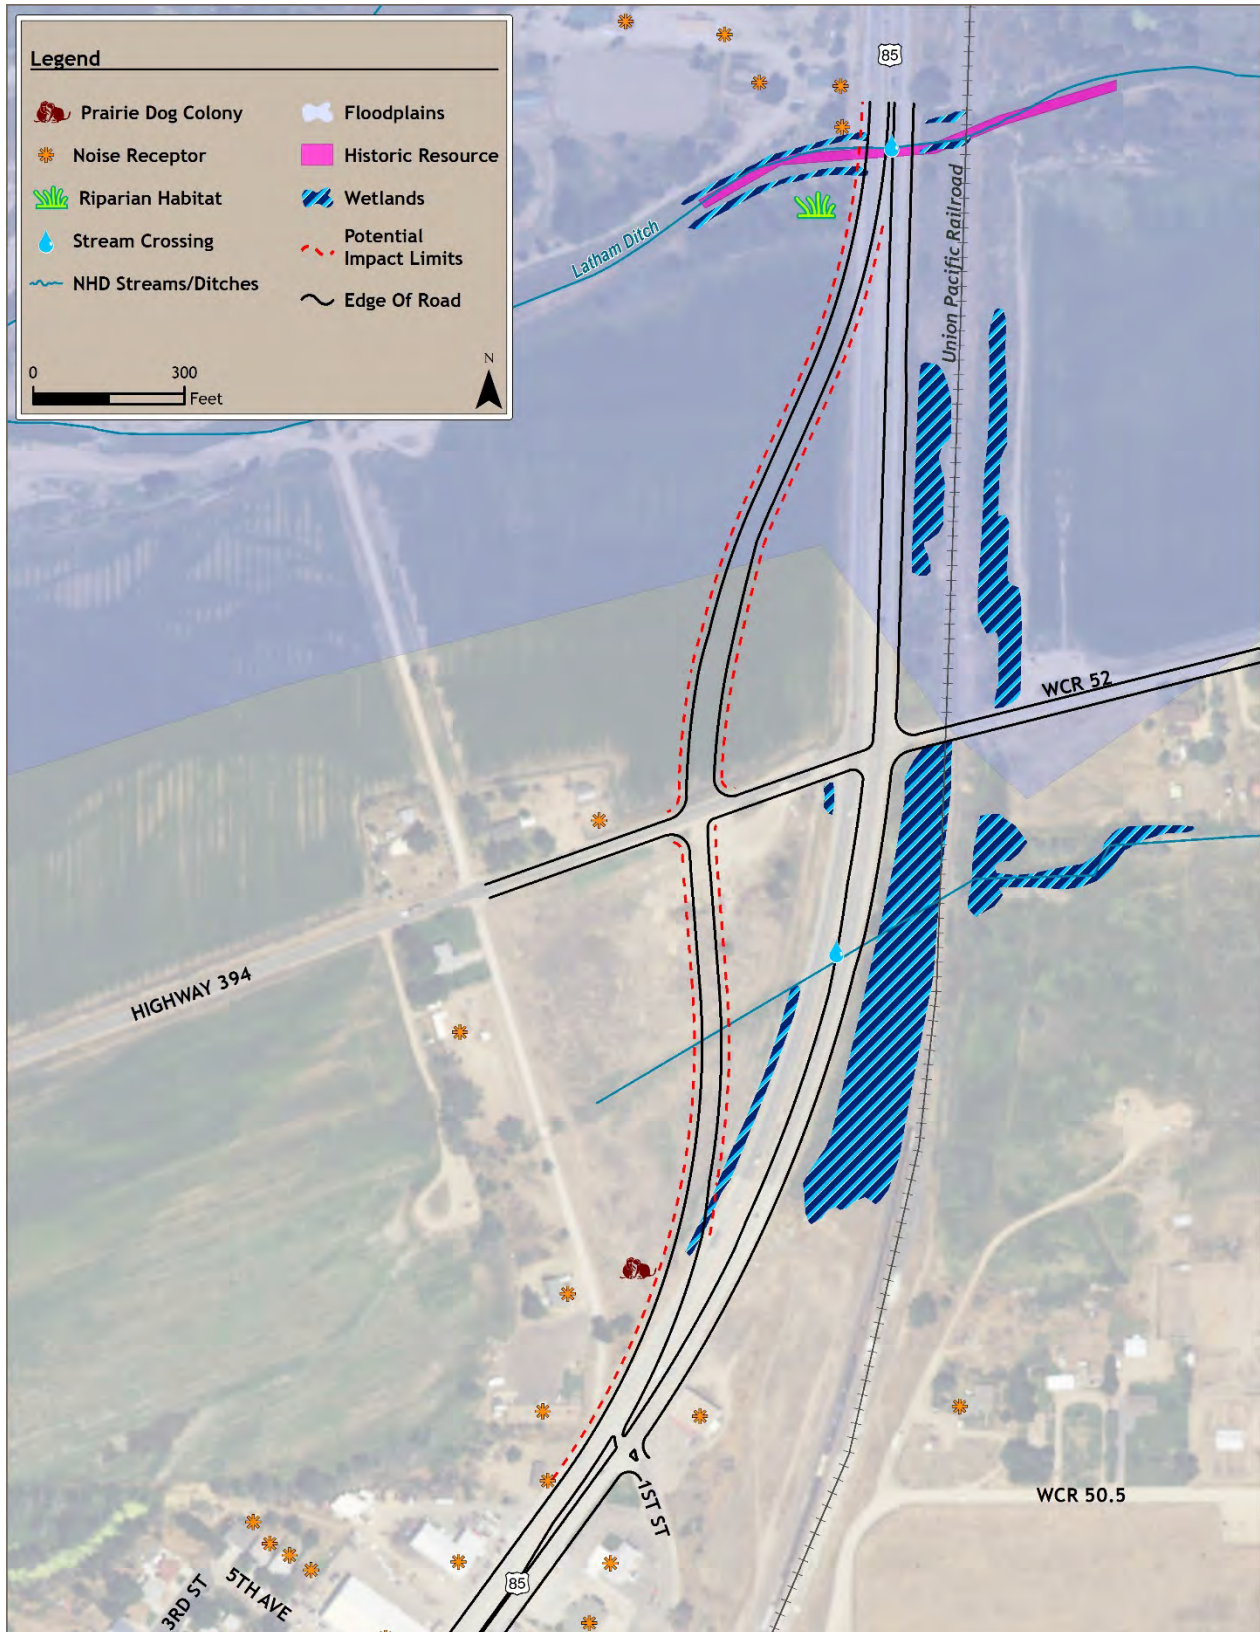 Legend
Prairie Dog Colony
Noise Receptor
Riparian Habitat
Stream Crossing
NHD Streams/Ditches
Floodplains
Historic Resource
Wetlands
Potential
Impact Limits
Edge Of Road
0 300
Feet
N
85
Latham Ditch
Union Pacific Railroad
WCR 52
HIGHWAY 394
1ST ST
WCR 50.5
85
5TH AVE
3RD ST